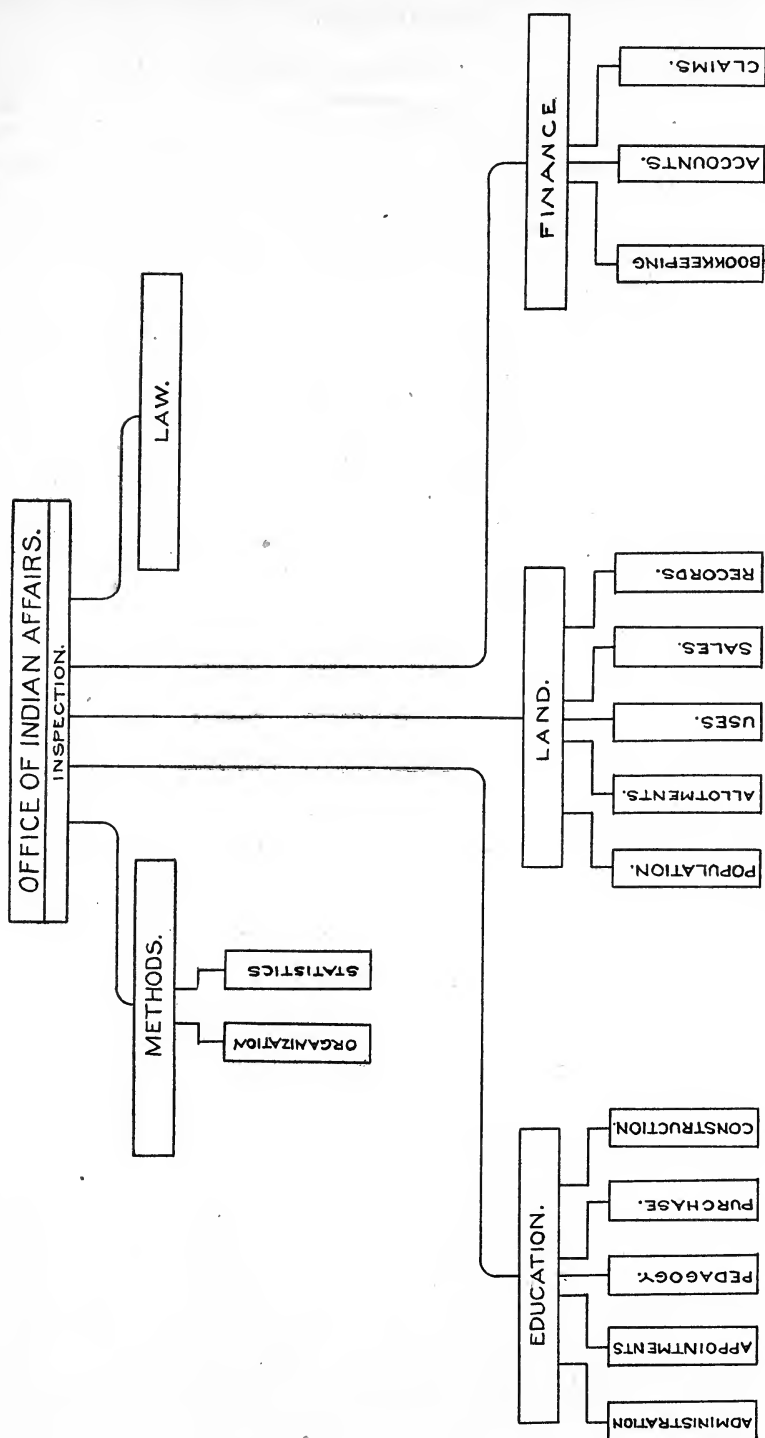 OFFICE OF INDIAN AFFAIRS.
INSPECTION.
METHODS.
ORGANIZATION
STATISTICS
LAW.
EDUCATION.
ADMINISTRATION
APPOINTMENTS
PEDAGOGY.
PURCHASE.
CONSTRUCTION.
LAND.
POPULATION.
ALLOTMENTS.
USES.
SALES.
RECORDS.
FINANCE
BOOKKEEPING
ACCOUNTS.
CLAIMS.